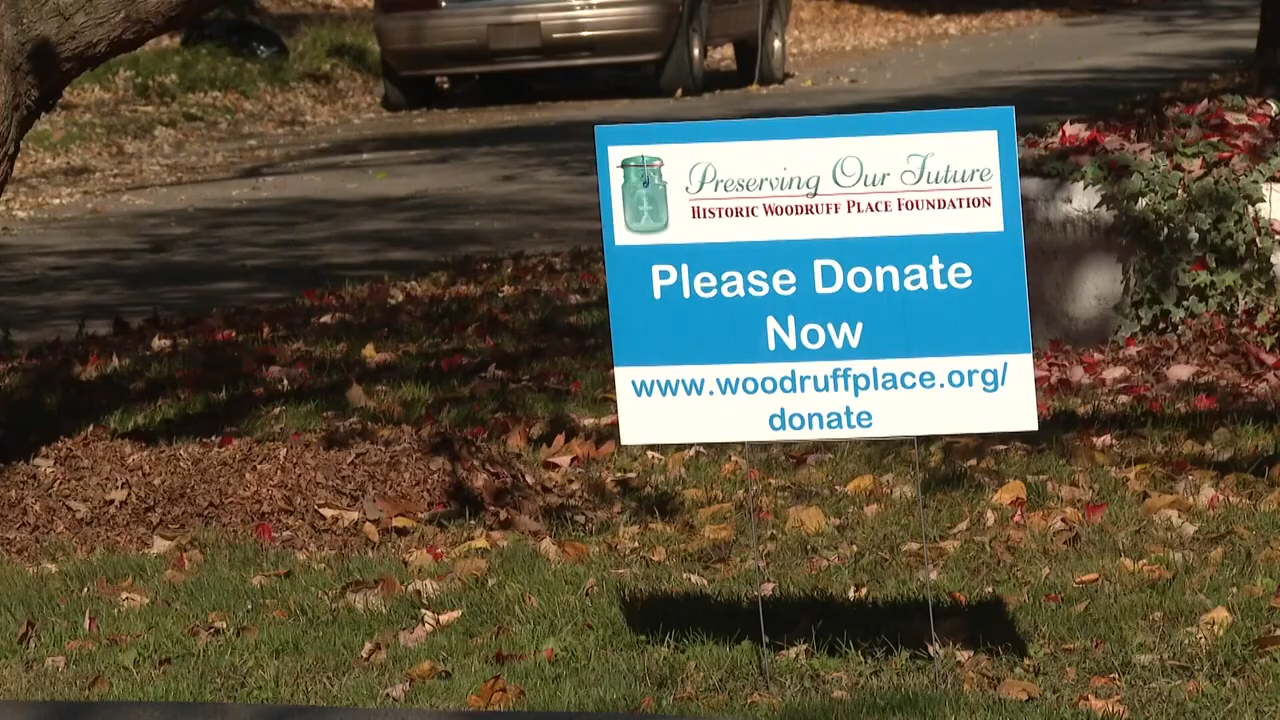 Preserving Our Future
Historic Woodruff Place Foundation
Please Donate
Now
www.woodruffplace.org/
donate